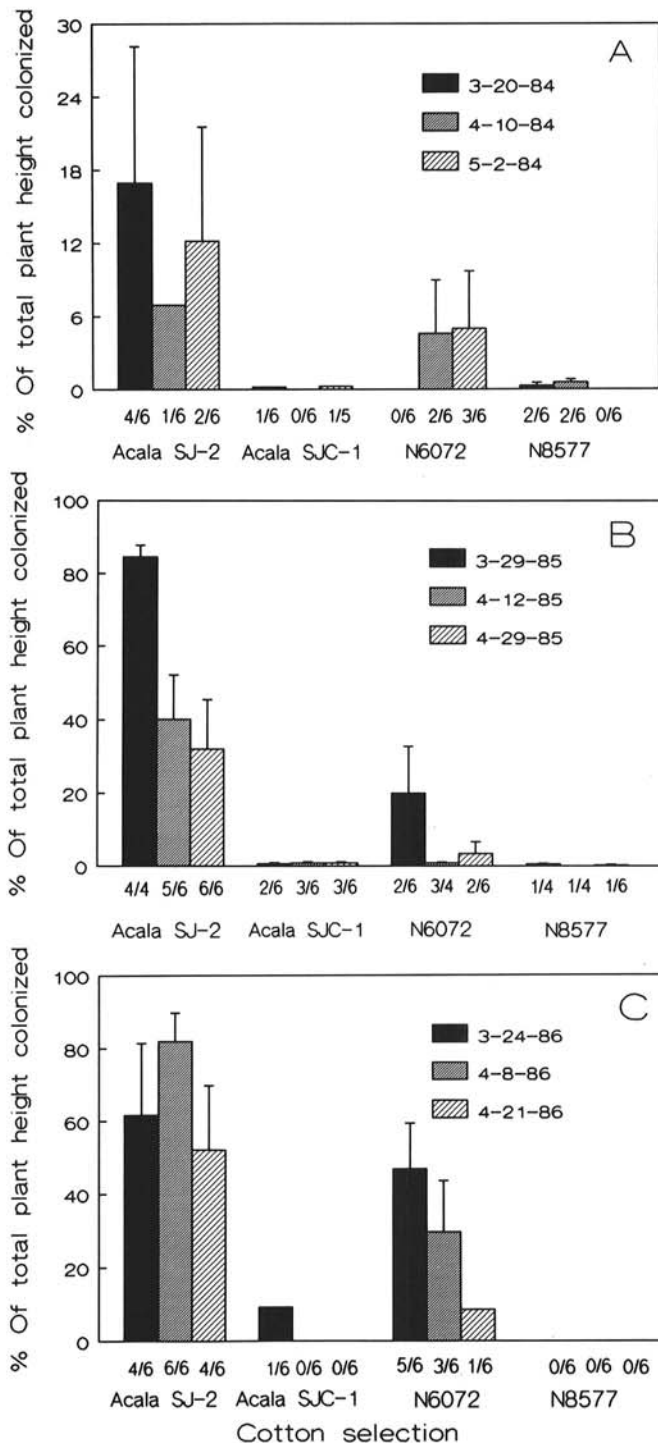 % Of total plant height colonized
30
24
18
12
6
0
A
3-20-84
4-10-84
5-2-84
4/6 1/6 2/6 1/6 0/6 1/5 0/6 2/6 3/6 2/6 2/6 0/6
Acala SJ-2 Acala SJC-1 N6072 N8577
% Of total plant height colonized
100
80
60
40
20
0
B
3-29-85
4-12-85
4-29-85
4/4 5/6 6/6 2/6 3/6 3/6 2/6 3/4 2/6 1/4 1/4 1/6
Acala SJ-2 Acala SJC-1 N6072 N8577
% Of total plant height colonized
100
80
60
40
20
0
C
3-24-86
4-8-86
4-21-86
4/6 6/6 4/6 1/6 0/6 0/6 5/6 3/6 1/6 0/6 0/6 0/6
Acala SJ-2 Acala SJC-1 N6072 N8577
Cotton selection